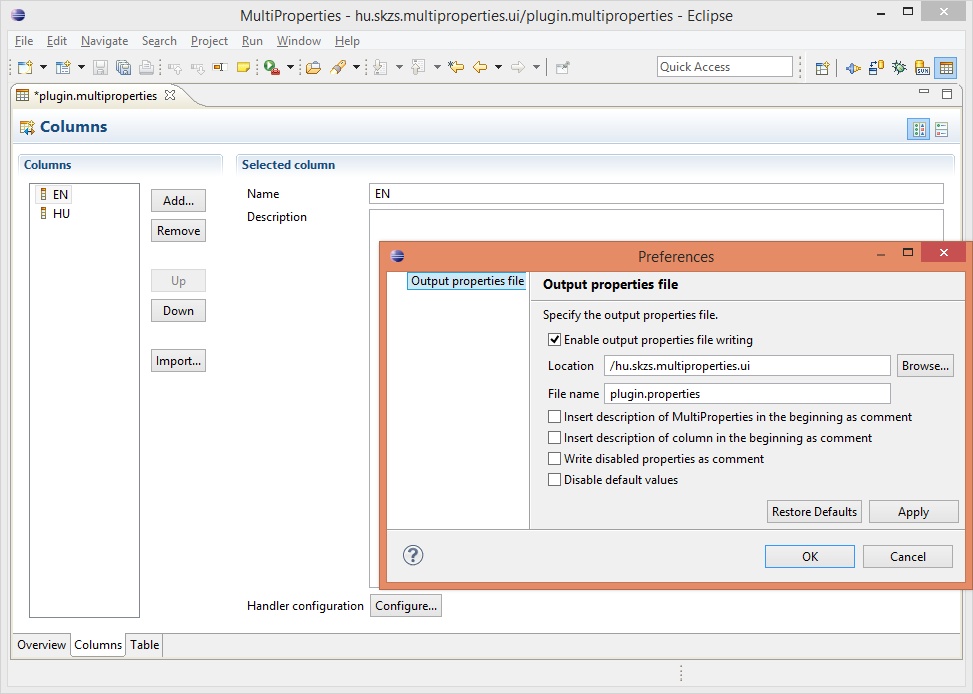 MultiProperties - hu.skzs.multiproperties.ui/plugin.multiproperties - Eclipse
File Edit Navigate Search Project Run Window Help
Quick Access
*plugin.multiproperties
Columns
Columns
EN
HU
Add...
Remove
Up
Down
Import...
Selected column
Name EN
Description
Preferences
Output properties file
Output properties file
Specify the output properties file.
Enable output properties file writing
Location /hu.skzs.multiproperties.ui Browse...
File name plugin.properties
Insert description of MultiProperties in the beginning as comment
Insert description of column in the beginning as comment
Write disabled properties as comment
Disable default values
Restore Defaults Apply
? OK Cancel
Handler configuration Configure...
Overview Columns Table